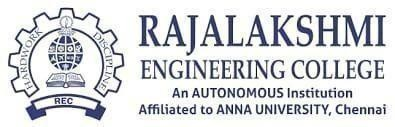 HARDWORK
DISCIPLINE
REC
RAJALAKSHMI
ENGINEERING COLLEGE
An AUTONOMOUS Institution
Affiliated to ANNA UNIVERSITY, Chennai